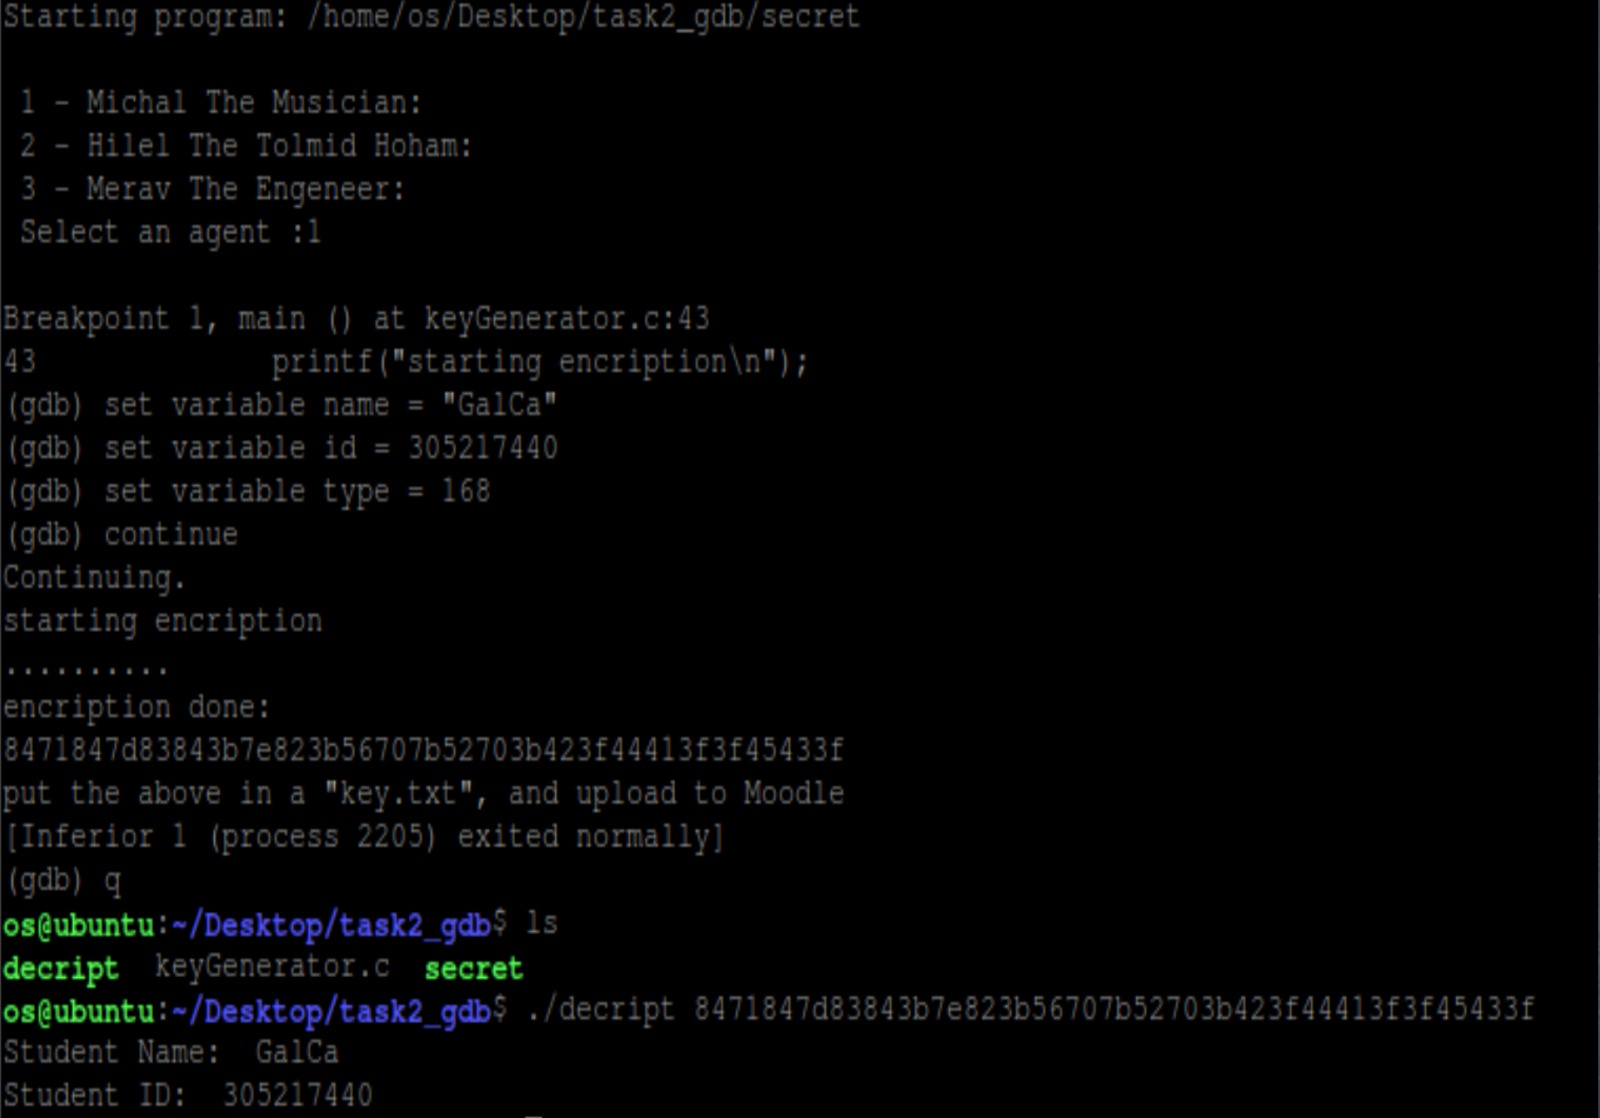 Starting program: /home/os/Desktop/task2_gdb/secret
1 - Michal The Musician:
2 - Hilel The Tolmid Hoham:
3 - Merav The Engeneer:
Select an agent :1
Breakpoint 1, main () at keyGenerator.c:43
43 printf("starting encription\n");
(gdb) set variable name = "GalCa"
(gdb) set variable id = 305217440
(gdb) set variable type = 168
(gdb) continue
Continuing.
starting encription
..........
encription done:
8471847d83843b7e823b56707b52703b423f44413f3f45433f
put the above in a "key.txt", and upload to Moodle
[Inferior 1 (process 2205) exited normally]
(gdb) q
os@ubuntu:~/Desktop/task2_gdb$ ls
decript keyGenerator.c secret
os@ubuntu:~/Desktop/task2_gdb$ ./decript 8471847d83843b7e823b56707b52703b423f44413f3f45433f
Student Name: GalCa
Student ID: 305217440